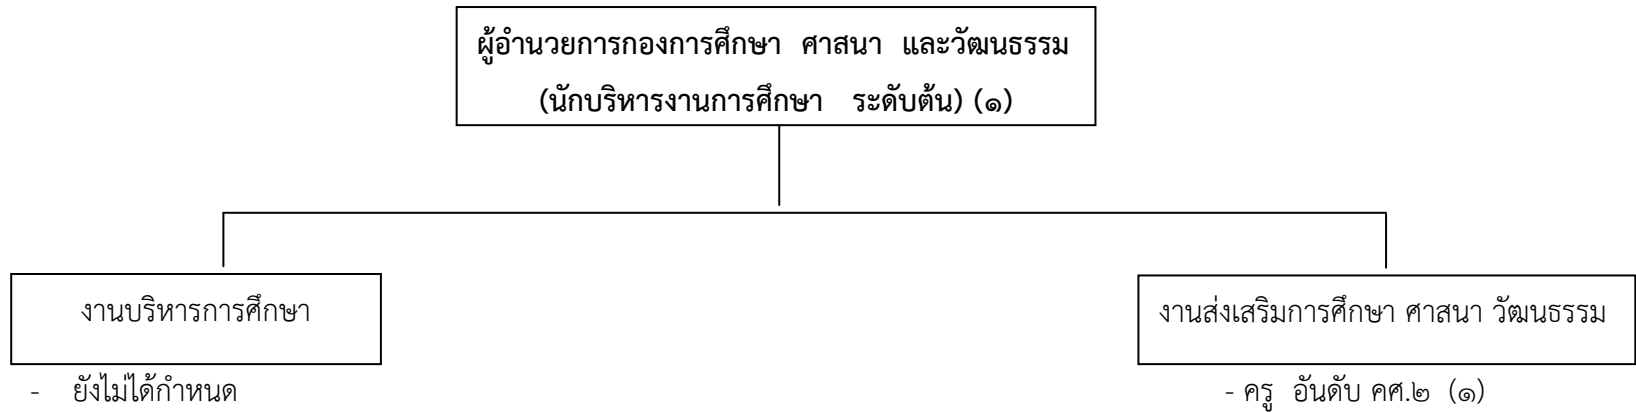 ผู้อำนวยการกองการศึกษา ศาสนา และวัฒนธรรม
(นักบริหารงานการศึกษา ระดับต้น) (๑)
งานบริหารการศึกษา
งานส่งเสริมการศึกษา ศาสนา วัฒนธรรม
- ยังไม่ได้กำหนด
- ครู อันดับ คศ.๒ (๑)